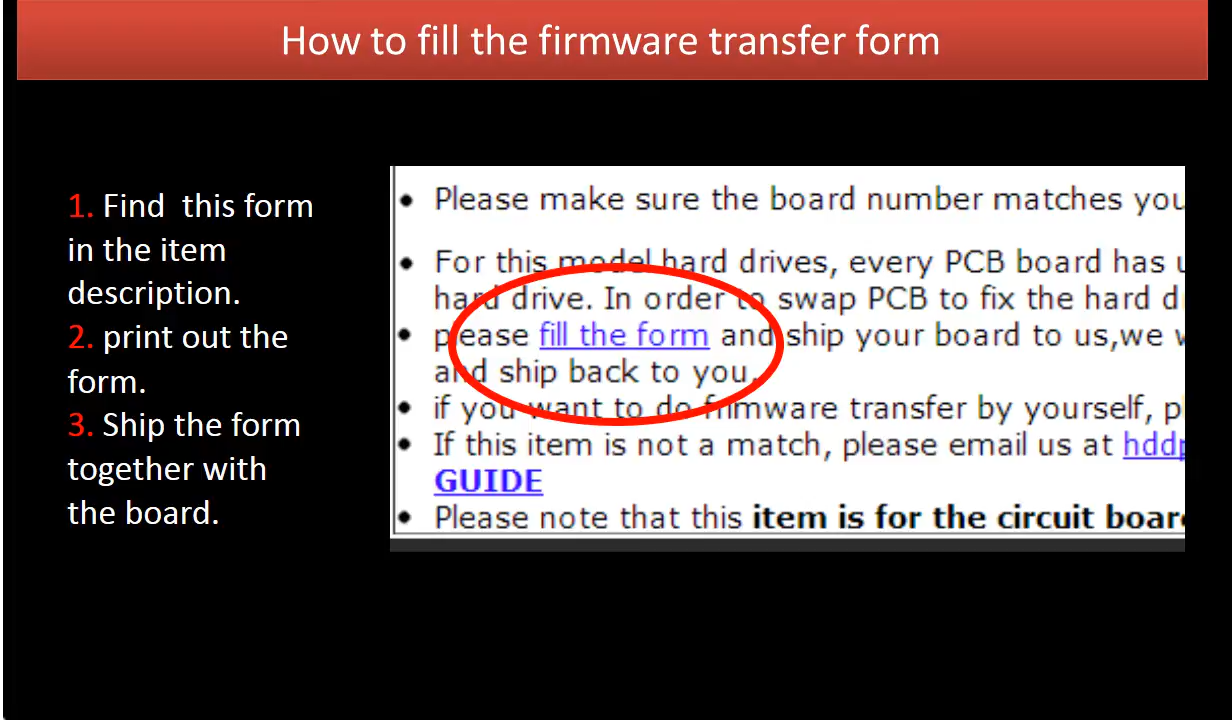 How to fill the firmware transfer form
1. Find  this form
in the item
description.
2. print out the
form.
3. Ship the form
together with
the board.
Please make sure the board number matches you
For this model hard drives, every PCB board has
hard drive. In order to swap PCB to fix the hard
please fill the form and ship your board to us,we
and ship back to you.
if you want to do frimware transfer by yourself,
If this item is not a match, please email us at
GUIDE
Please note that this item is for the circuit